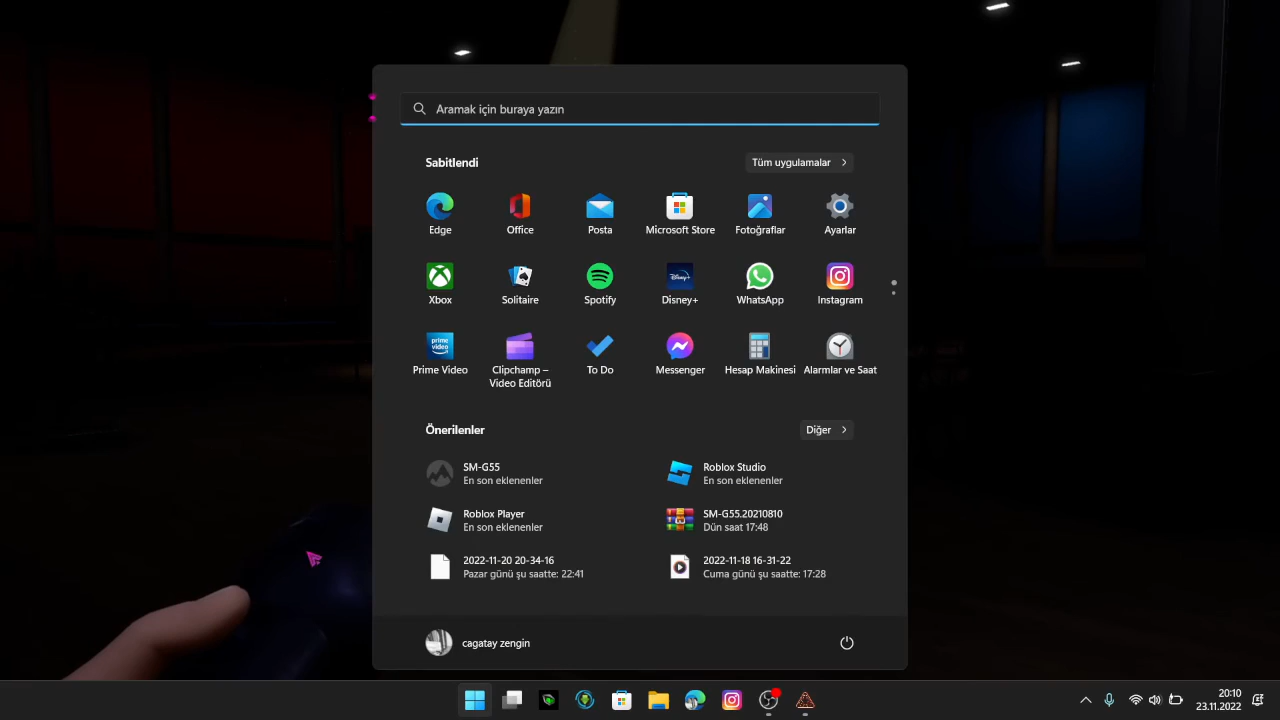 Aramak için buraya yazın
Sabitlendi
Tüm uygulamalar
Edge
Office
Posta
Microsoft Store
Fotoğraflar
Ayarlar
Xbox
Solitaire
Spotify
Disney+
WhatsApp
Instagram
prime video
Prime Video
Clipchamp –
Video Editörü
To Do
Messenger
Hesap Makinesi
Alarmlar ve Saat
Önerilenler
Diğer
SM-G55
En son eklenenler
Roblox Studio
En son eklenenler
Roblox Player
En son eklenenler
SM-G55.20210810
Dün saat 17:48
2022-11-20 20-34-16
Pazar günü şu saatte: 22:41
2022-11-18 16-31-22
Cuma günü şu saatte: 17:28
cagatay zengin
20:10
23.11.2022